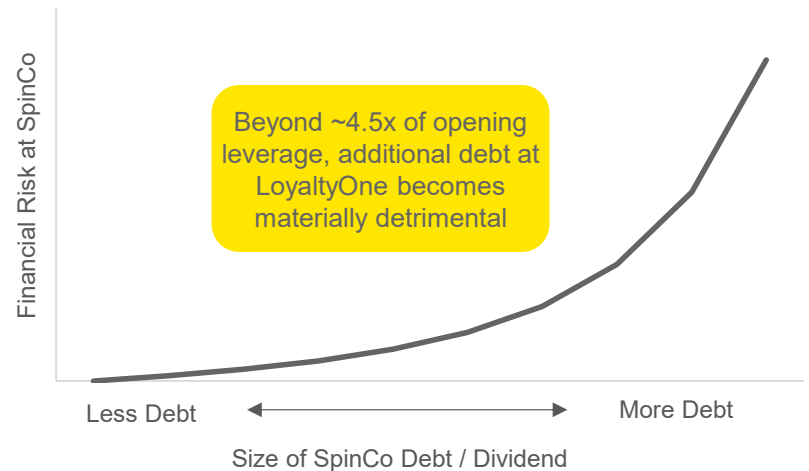 Financial Risk at SpinCo
Beyond ~4.5x of opening
leverage, additional debt at
LoyaltyOne becomes
materially detrimental
Less Debt
More Debt
Size of SpinCo Debt / Dividend